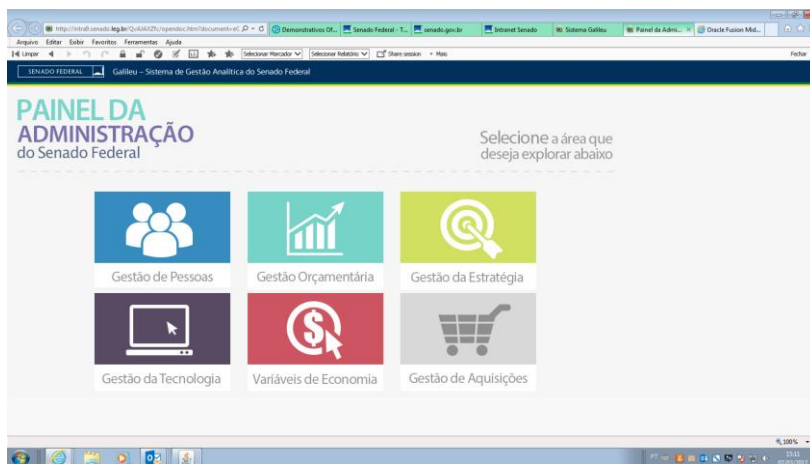 Demonstrativos Of...
Senado Federal - T...
senado.gov.br
Intranet Senado
Sistema Galileu
Painel da Admi...
Oracle Fusion Mid...
Arquivo Editar Exibir Favoritos Ferramentas Ajuda
Limpar
Selecionar Marcador
Selecionar Relatório
Share session
Mais
Fechar
SENADO FEDERAL
Galileu – Sistema de Gestão Analítica do Senado Federal
PAINEL DA
ADMINISTRAÇÃO
do Senado Federal
Selecione a área que
deseja explorar abaixo
Gestão de Pessoas
Gestão Orçamentária
Gestão da Estratégia
Gestão da Tecnologia
Variáveis de Economia
Gestão de Aquisições
100%
PT
15:11